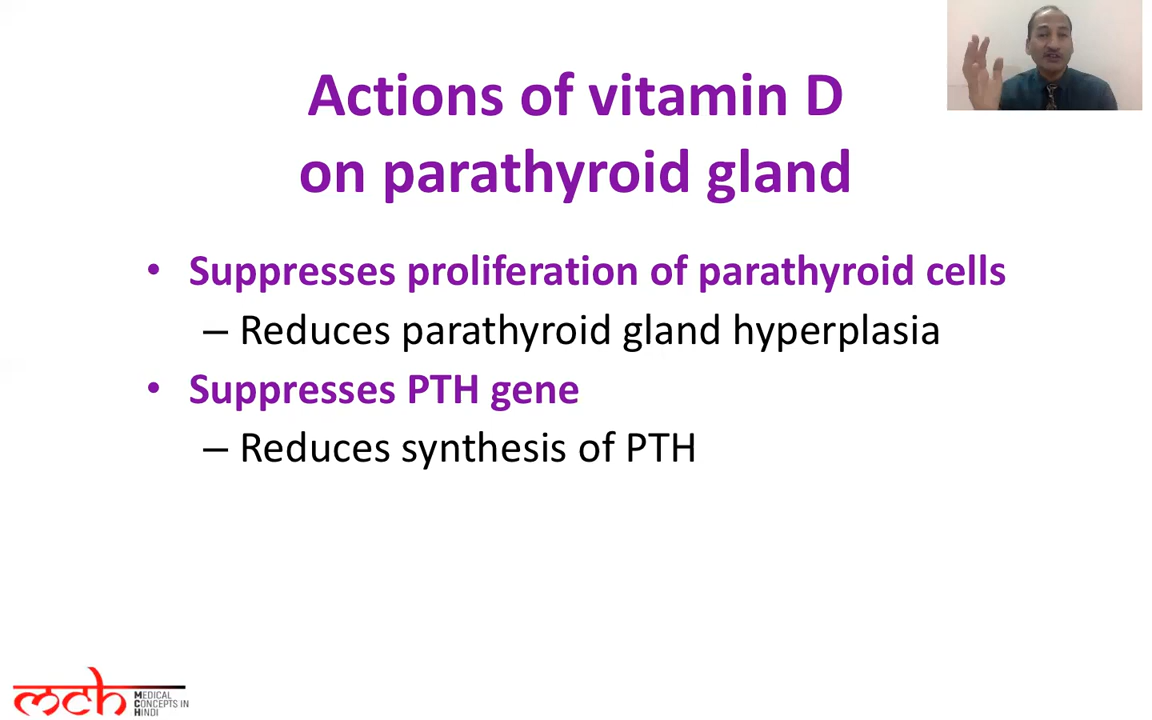 Actions of vitamin D
on parathyroid gland
• Suppresses proliferation of parathyroid cells
– Reduces parathyroid gland hyperplasia
• Suppresses PTH gene
– Reduces synthesis of PTH
mch
MEDICAL
CONCEPTS IN
HINDI